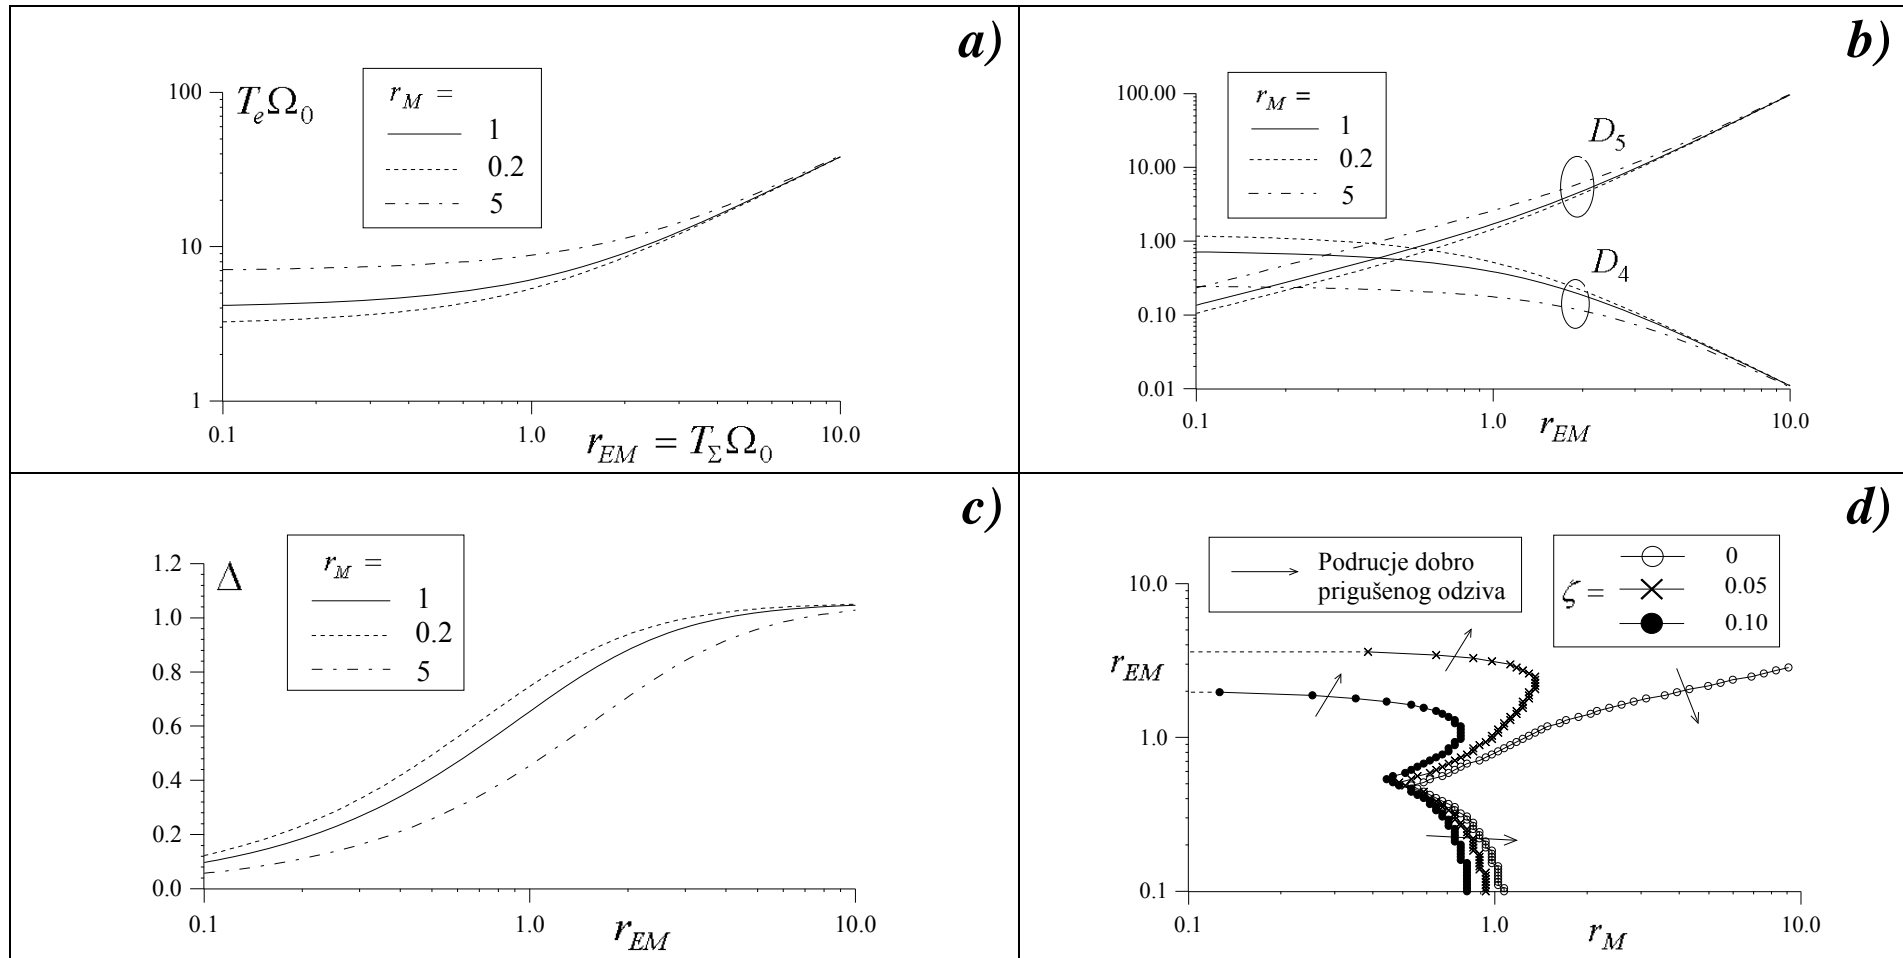 a)
T_eΩ_0
r_M =
1
0.2
5
100
10
1
0.1
1.0
10.0
r_EM = T_ΣΩ_0
b)
r_M =
1
0.2
5
D_5
D_4
100.00
10.00
1.00
0.10
0.01
0.1
1.0
10.0
r_EM
c)
Δ
r_M =
1
0.2
5
1.2
1.0
0.8
0.6
0.4
0.2
0.0
0.1
1.0
10.0
r_EM
d)
Podrucje dobro
prigušenog odziva
ζ =
0
0.05
0.10
10.0
r_EM
1.0
0.1
0.1
1.0
10.0
r_M